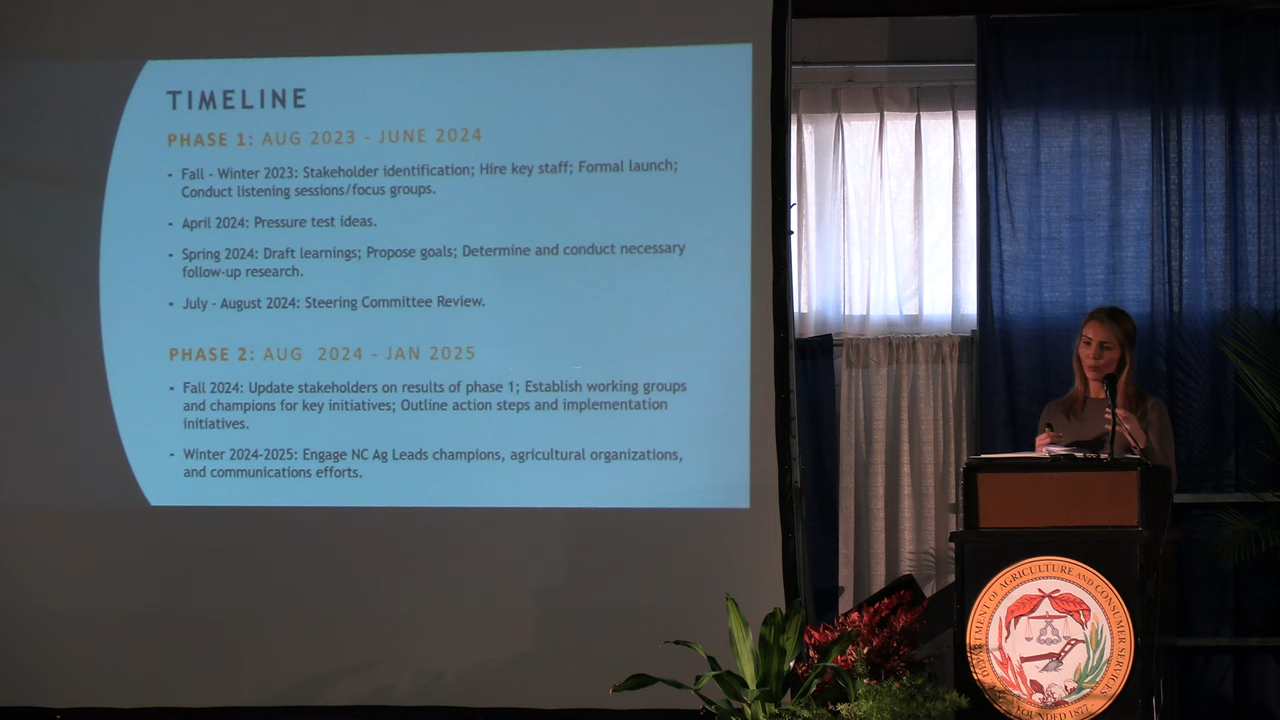 TIMELINE
PHASE 1: AUG 2023 - JUNE 2024
- Fall - Winter 2023: Stakeholder identification; Hire key staff; Formal launch;
Conduct listening sessions/focus groups.
- April 2024: Pressure test ideas.
- Spring 2024: Draft learnings; Propose goals; Determine and conduct necessary
follow-up research.
- July - August 2024: Steering Committee Review.
PHASE 2: AUG 2024 - JAN 2025
- Fall 2024: Update stakeholders on results of phase 1; Establish working groups
and champions for key initiatives; Outline action steps and implementation
initiatives.
- Winter 2024-2025: Engage NC Ag Leads champions, agricultural organizations,
and communications efforts.
DEPARTMENT OF AGRICULTURE AND CONSUMER SERVICES
FOUNDED 1877